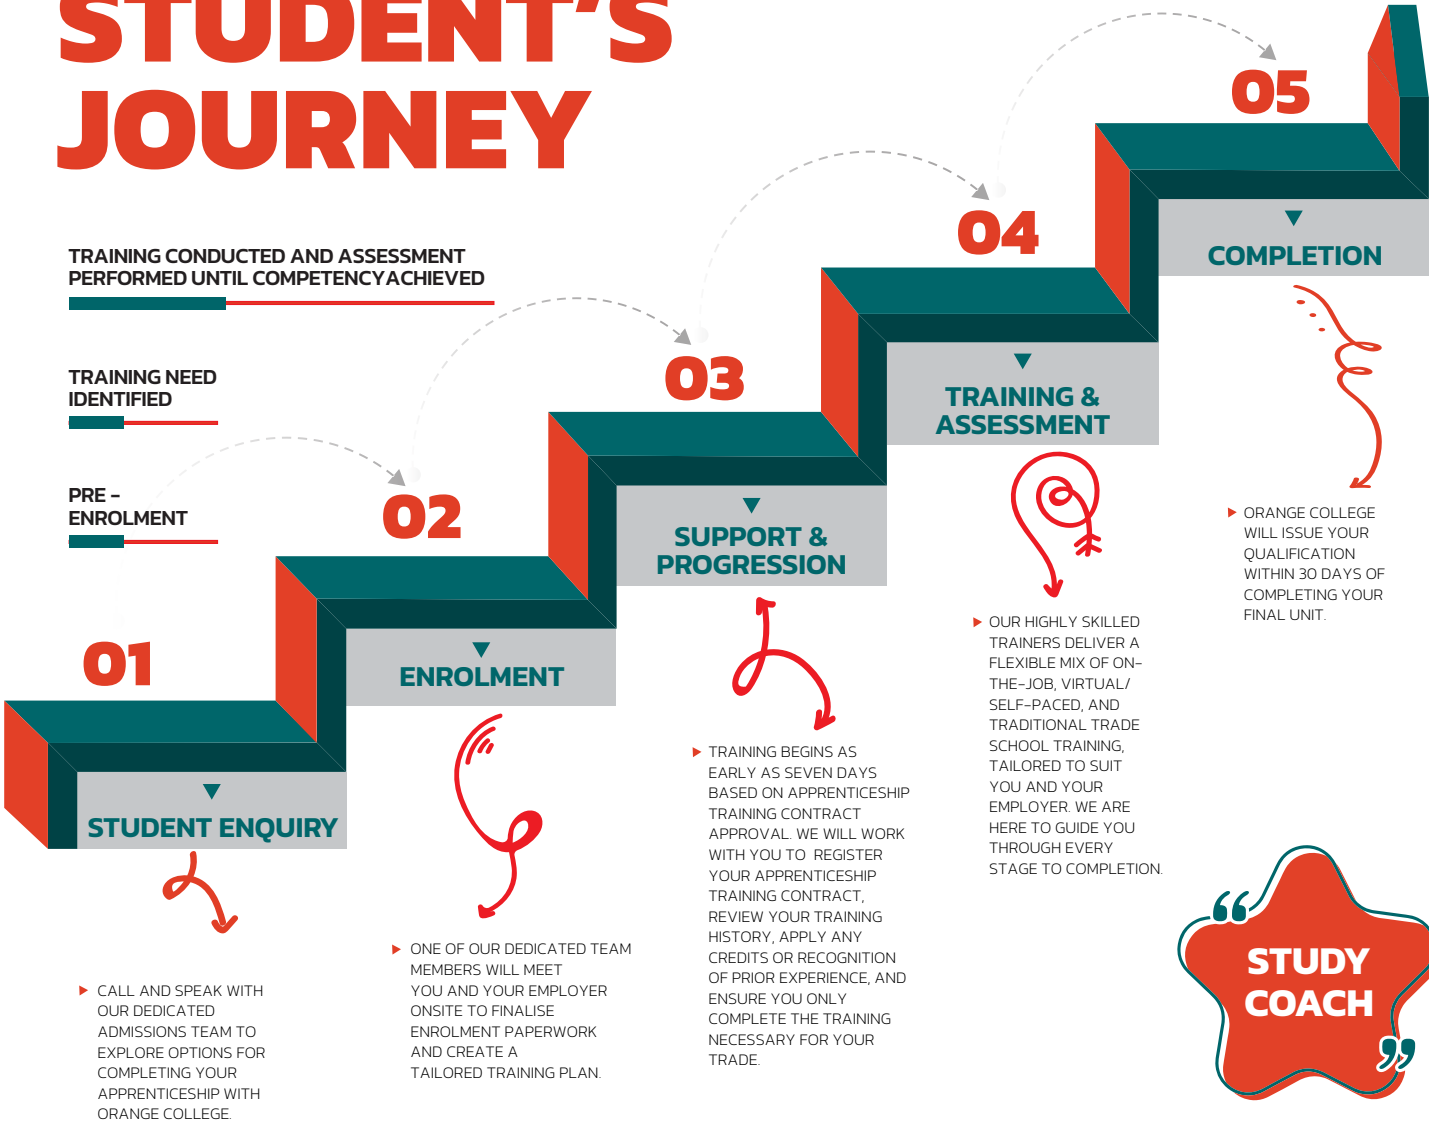 STUDENT'S
JOURNEY
TRAINING CONDUCTED AND ASSESSMENT
PERFORMED UNTIL COMPETENCY ACHIEVED
TRAINING NEED
IDENTIFIED
PRE –
ENROLMENT
01
STUDENT ENQUIRY
CALL AND SPEAK WITH
OUR DEDICATED
ADMISSIONS TEAM TO
EXPLORE OPTIONS FOR
COMPLETING YOUR
APPRENTICESHIP WITH
ORANGE COLLEGE.
02
ENROLMENT
ONE OF OUR DEDICATED TEAM
MEMBERS WILL MEET
YOU AND YOUR EMPLOYER
ONSITE TO FINALISE
ENROLMENT PAPERWORK
AND CREATE A
TAILORED TRAINING PLAN.
03
SUPPORT &
PROGRESSION
TRAINING BEGINS AS
EARLY AS SEVEN DAYS
BASED ON APPRENTICESHIP
TRAINING CONTRACT
APPROVAL. WE WILL WORK
WITH YOU TO REGISTER
YOUR APPRENTICESHIP
TRAINING CONTRACT,
REVIEW YOUR TRAINING
HISTORY, APPLY ANY
CREDITS OR RECOGNITION
OF PRIOR EXPERIENCE, AND
ENSURE YOU ONLY
COMPLETE THE TRAINING
NECESSARY FOR YOUR
TRADE.
04
TRAINING &
ASSESSMENT
OUR HIGHLY SKILLED
TRAINERS DELIVER A
FLEXIBLE MIX OF ON-
THE-JOB, VIRTUAL/
SELF-PACED, AND
TRADITIONAL TRADE
SCHOOL TRAINING,
TAILORED TO SUIT
YOU AND YOUR
EMPLOYER. WE ARE
HERE TO GUIDE YOU
THROUGH EVERY
STAGE TO COMPLETION.
05
COMPLETION
ORANGE COLLEGE
WILL ISSUE YOUR
QUALIFICATION
WITHIN 30 DAYS OF
COMPLETING YOUR
FINAL UNIT.
STUDY
COACH